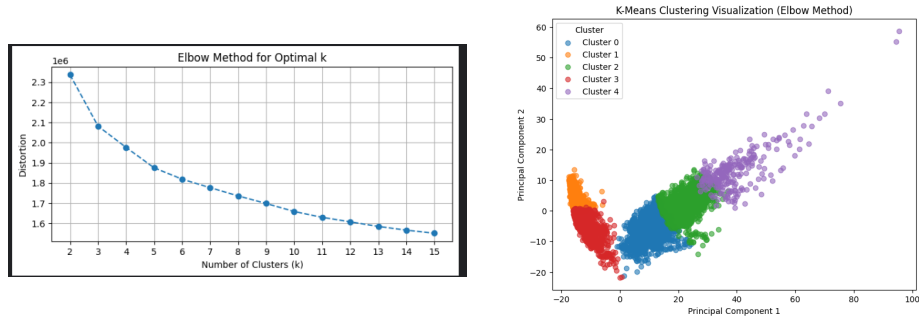 Elbow Method for Optimal k
1e6
2.3
2.2
2.1
2.0
1.9
1.8
1.7
1.6
Distortion
2 3 4 5 6 7 8 9 10 11 12 13 14 15
Number of Clusters (k)
K-Means Clustering Visualization (Elbow Method)
Cluster
Cluster 0
Cluster 1
Cluster 2
Cluster 3
Cluster 4
60
50
40
30
20
10
0
−10
−20
Principal Component 2
−20 0 20 40 60 80 100
Principal Component 1